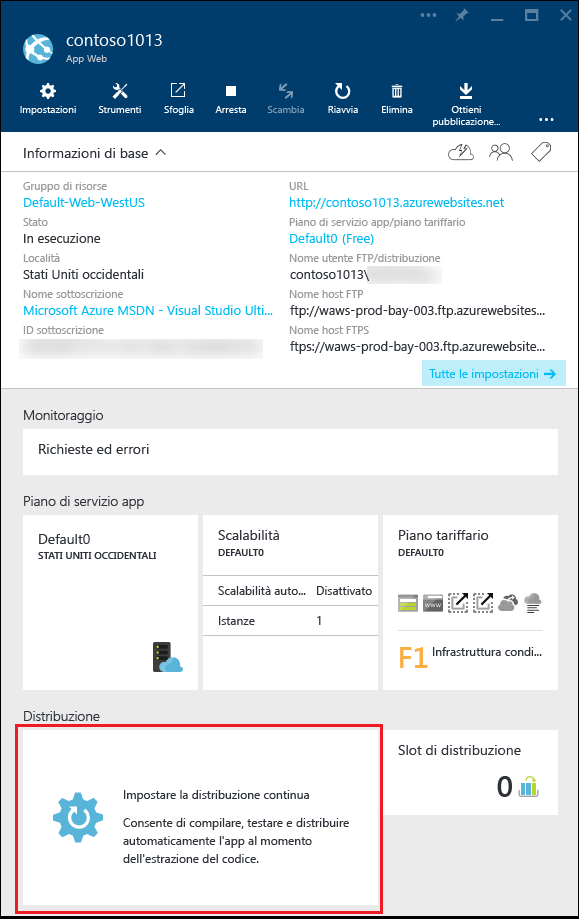 contoso1013
App Web
Impostazioni
Strumenti
Sfoglia
Arresta
Scambia
Riavvia
Elimina
Ottieni
pubblicazione...
Informazioni di base
Gruppo di risorse
Default-Web-WestUS
Stato
In esecuzione
Località
Stati Uniti occidentali
Nome sottoscrizione
Microsoft Azure MSDN - Visual Studio Ulti...
ID sottoscrizione
URL
http://contoso1013.azurewebsites.net
Piano di servizio app/piano tariffario
Default0 (Free)
Nome utente FTP/distribuzione
contoso1013\
Nome host FTP
ftp://waws-prod-bay-003.ftp.azurewebsites...
Nome host FTPS
ftps://waws-prod-bay-003.ftp.azurewebsite...
Tutte le impostazioni
Monitoraggio
Richieste ed errori
Piano di servizio app
Default0
STATI UNITI OCCIDENTALI
Scalabilità
DEFAULT0
Scalabilità auto... Disattivato
Istanze 1
Piano tariffario
DEFAULT0
www
F1 Infrastruttura condi...
Distribuzione
Impostare la distribuzione continua
Consente di compilare, testare e distribuire
automaticamente l'app al momento
dell'estrazione del codice.
Slot di distribuzione
0